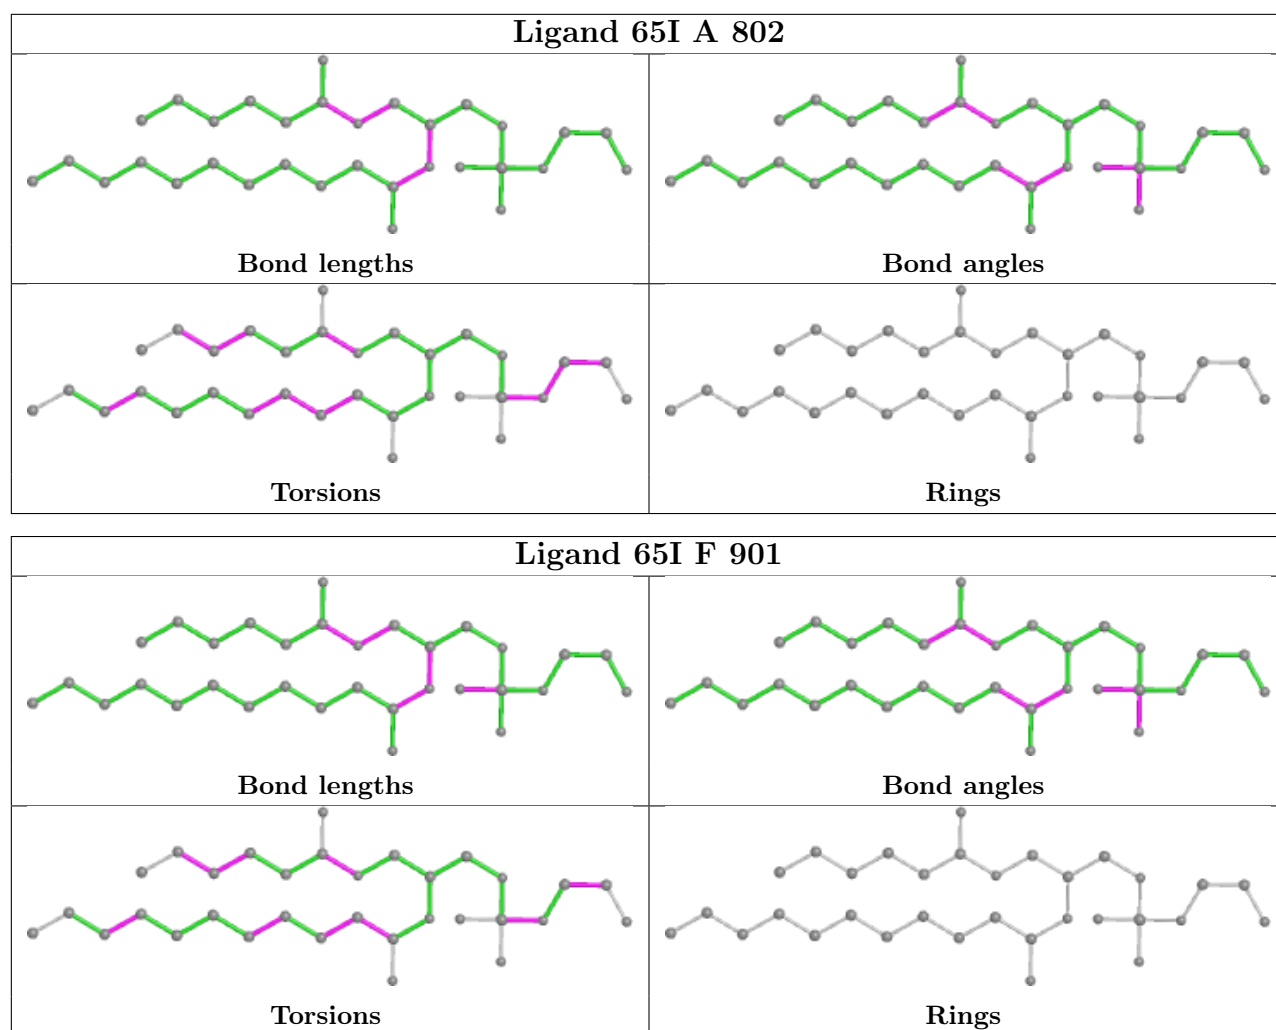 Ligand 65I A 802
Bond lengths
Bond angles
Torsions
Rings
Ligand 65I F 901
Bond lengths
Bond angles
Torsions
Rings